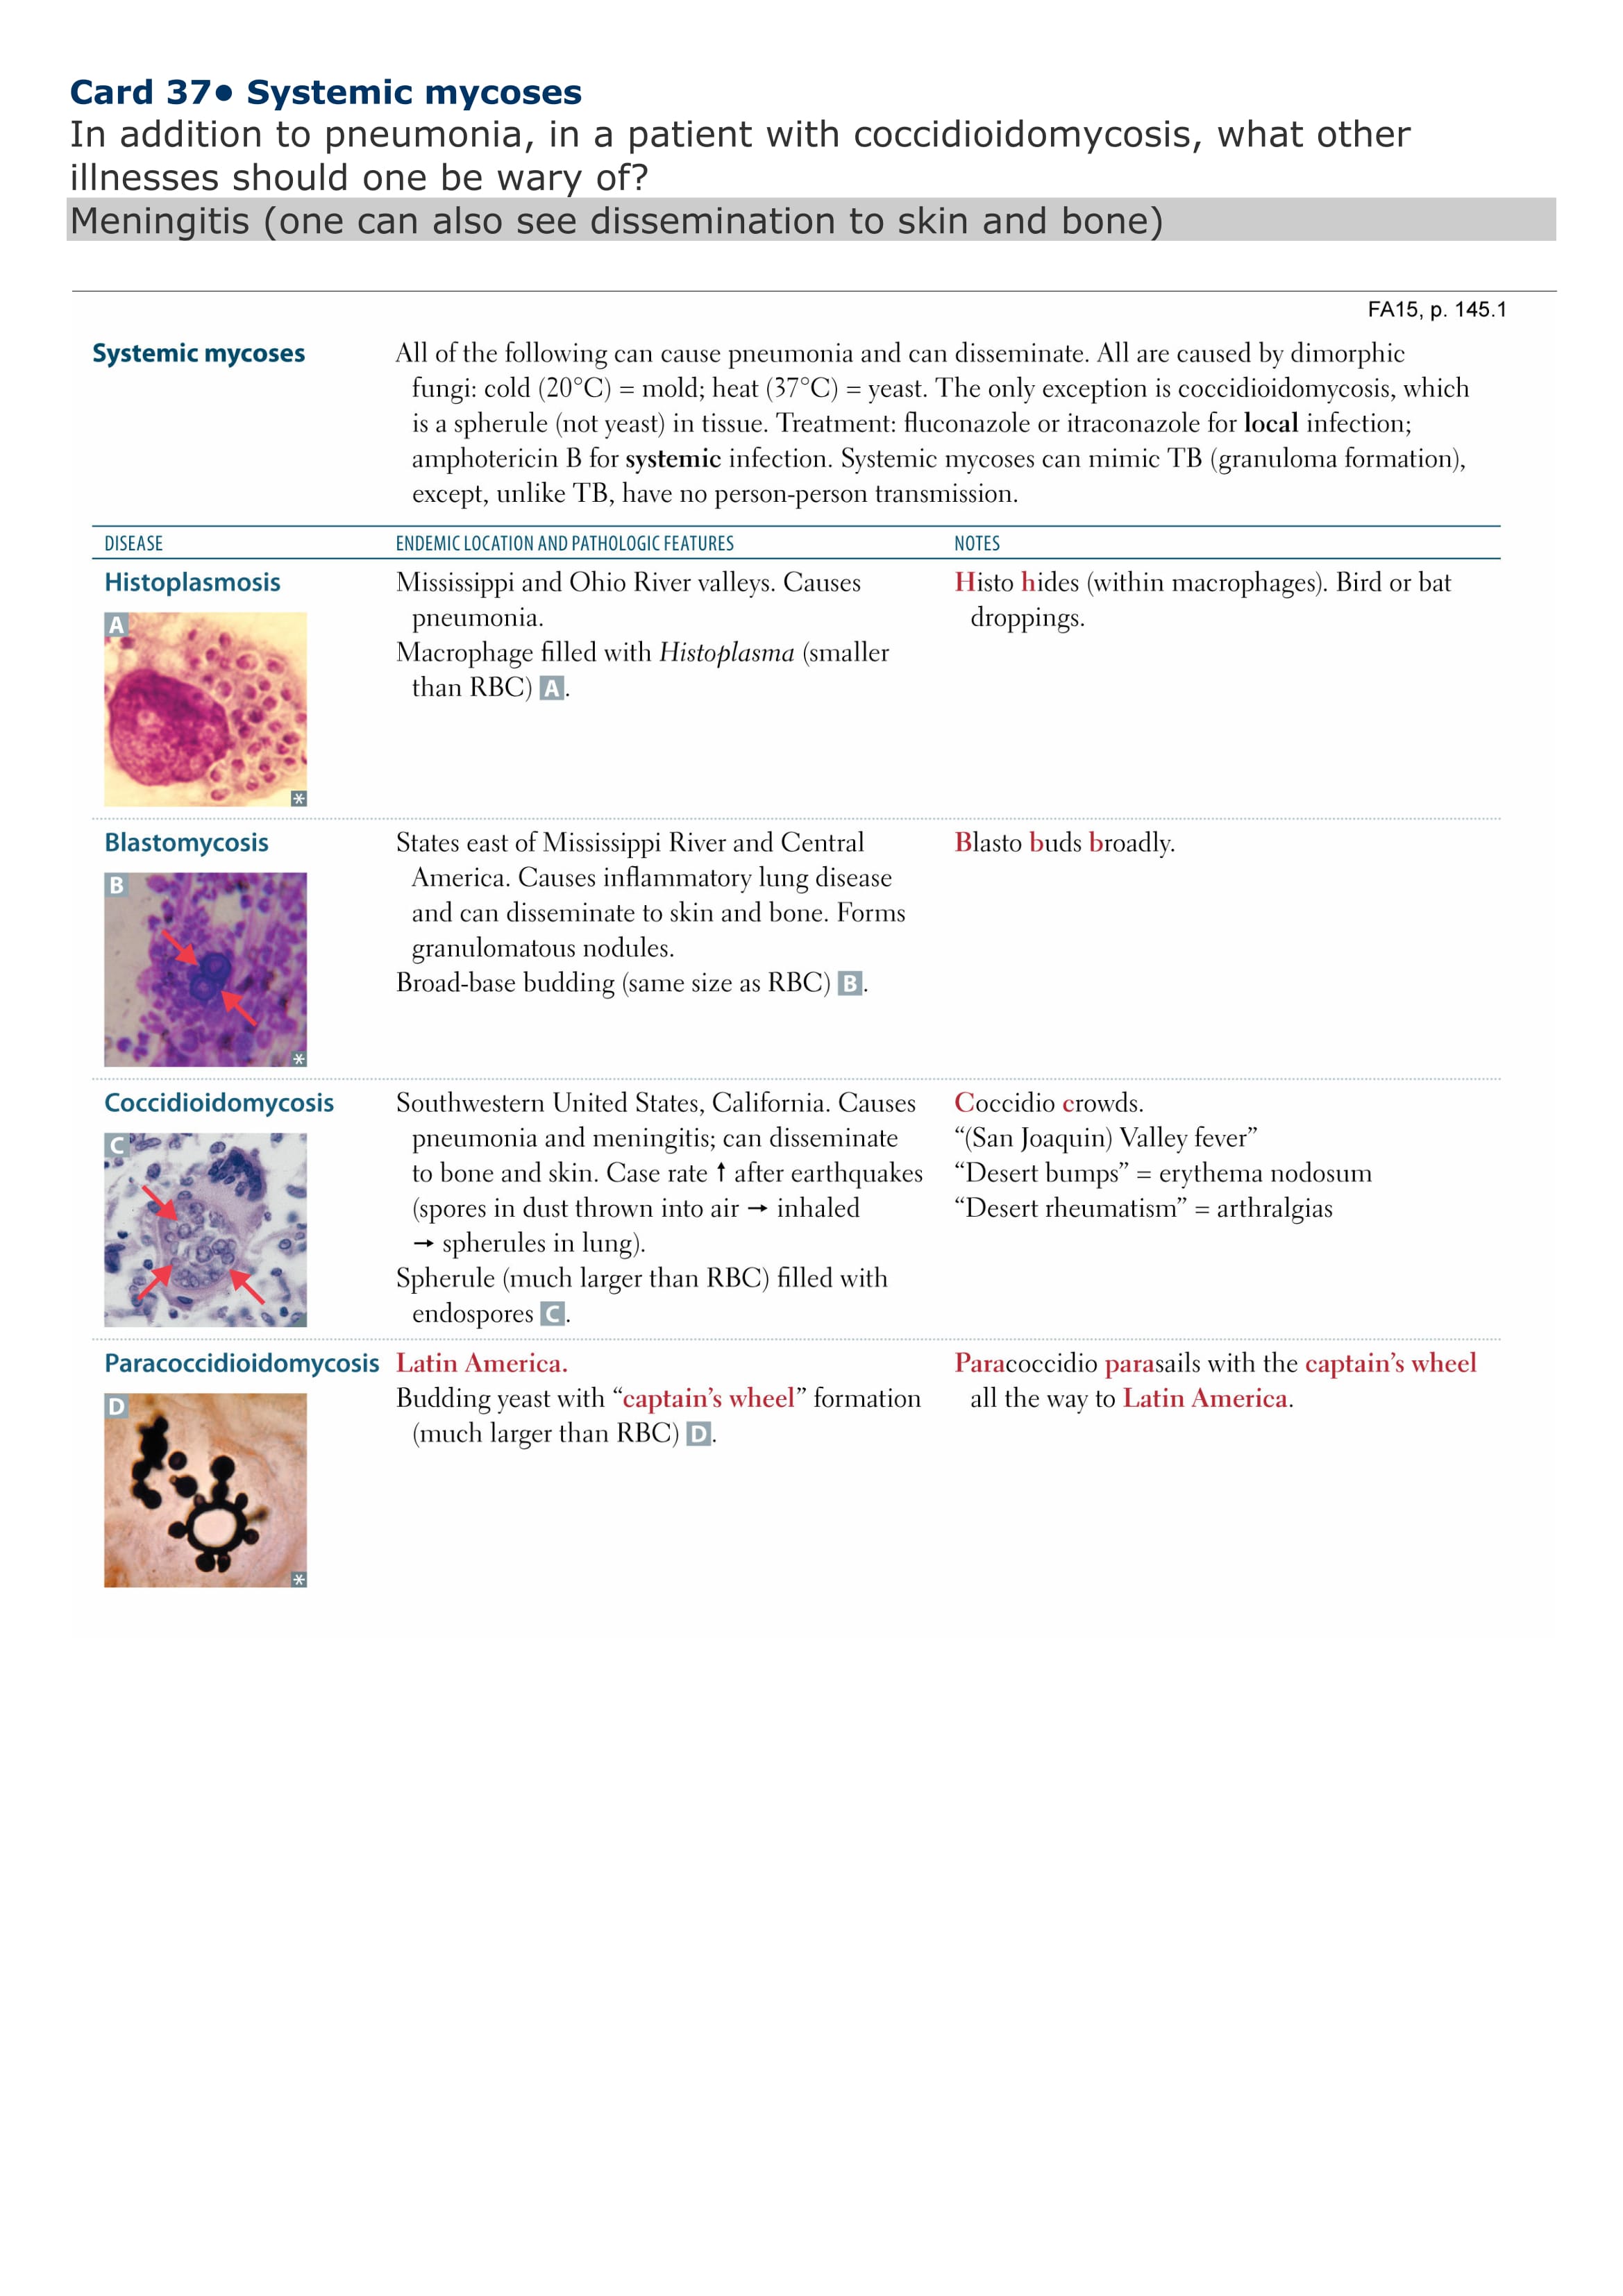 Card 37● Systemic mycoses
In addition to pneumonia, in a patient with coccidioidomycosis, what other
illnesses should one be wary of?
Meningitis (one can also see dissemination to skin and bone)
FA15, p. 145.1
Systemic mycoses
All of the following can cause pneumonia and can disseminate. All are caused by dimorphic
fungi: cold (20°C) = mold; heat (37°C) = yeast. The only exception is coccidioidomycosis, which
is a spherule (not yeast) in tissue. Treatment: fluconazole or itraconazole for local infection;
amphotericin B for systemic infection. Systemic mycoses can mimic TB (granuloma formation),
except, unlike TB, have no person-person transmission.
DISEASE
ENDEMIC LOCATION AND PATHOLOGIC FEATURES
NOTES
Histoplasmosis
A
*
Mississippi and Ohio River valleys. Causes
pneumonia.
Macrophage filled with Histoplasma (smaller
than RBC) A.
Histo hides (within macrophages). Bird or bat
droppings.
Blastomycosis
B
*
States east of Mississippi River and Central
America. Causes inflammatory lung disease
and can disseminate to skin and bone. Forms
granulomatous nodules.
Broad-base budding (same size as RBC) B.
Blasto buds broadly.
Coccidioidomycosis
C
Southwestern United States, California. Causes
pneumonia and meningitis; can disseminate
to bone and skin. Case rate ↑ after earthquakes
(spores in dust thrown into air → inhaled
→ spherules in lung).
Spherule (much larger than RBC) filled with
endospores C.
Coccidio crowds.
“(San Joaquin) Valley fever”
“Desert bumps” = erythema nodosum
“Desert rheumatism” = arthralgias
Paracoccidioidomycosis
D
*
Latin America.
Budding yeast with “captain’s wheel” formation
(much larger than RBC) D.
Paracoccidio parasails with the captain’s wheel
all the way to Latin America.